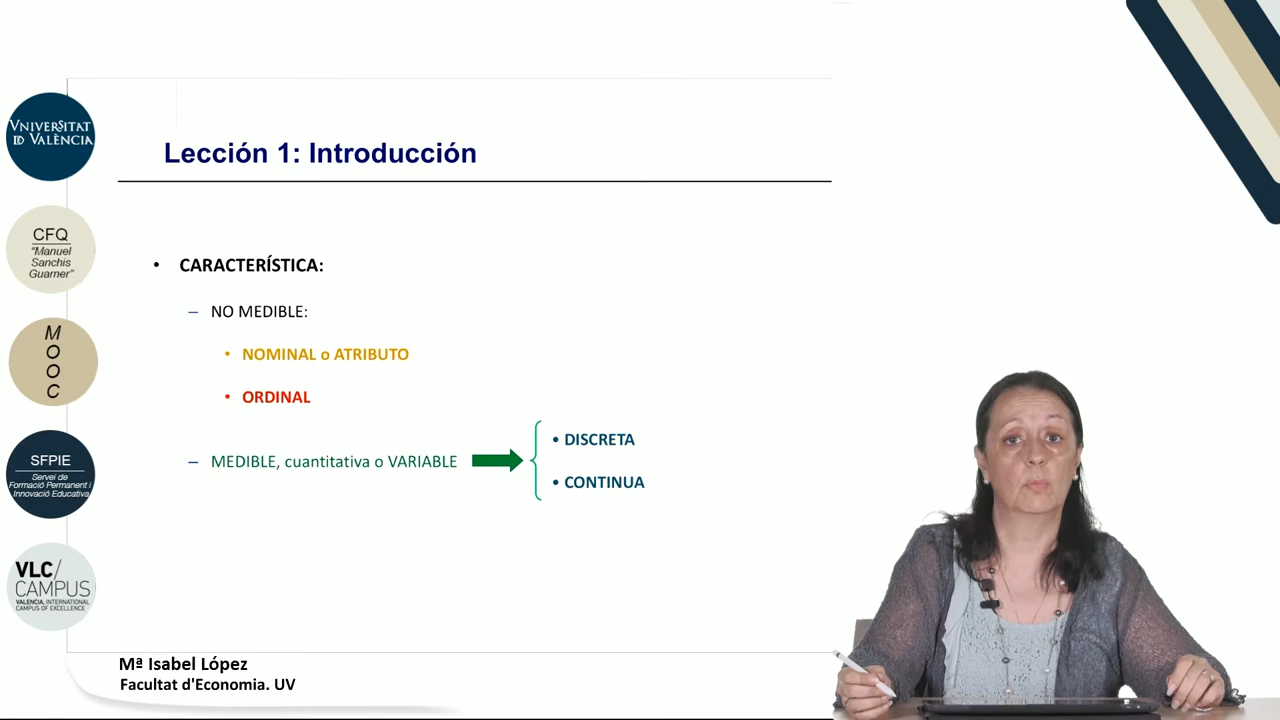 VNIVERSITAT
ID VALÈNCIA
Lección 1: Introducción
CFQ
"Manuel
Sanchis
Guarner"
• CARACTERÍSTICA:
– NO MEDIBLE:
M
O
O
C
• NOMINAL o ATRIBUTO
• ORDINAL
• DISCRETA
– MEDIBLE, cuantitativa o VARIABLE
• CONTINUA
SFPIE
Servei de
Formació Permanent i
Innovació Educativa
VLC/
CAMPUS
VALENCIA, INTERNATIONAL
CAMPUS OF EXCELLENCE
Mª Isabel López
Facultat d'Economia. UV